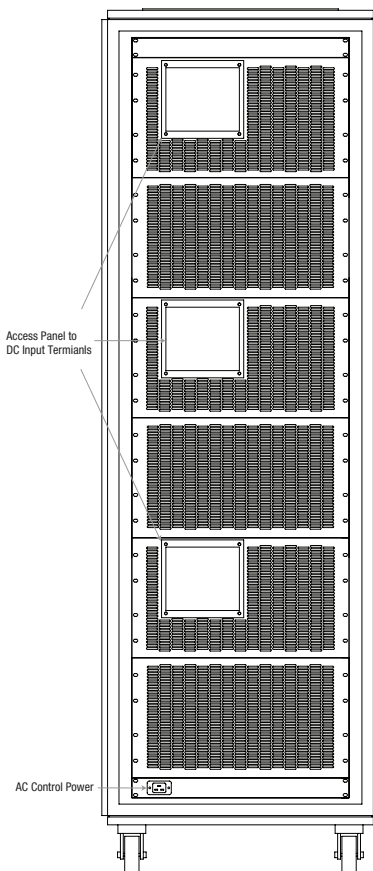 Access Panel to
DC Input Termianls
AC Control Power